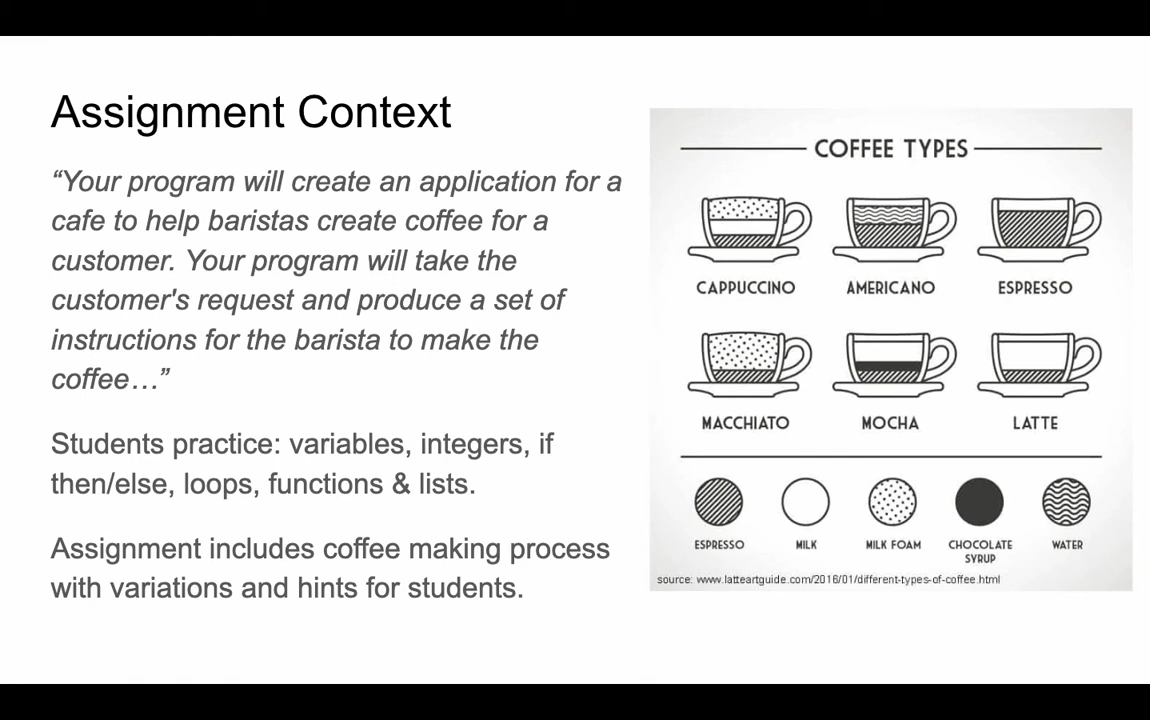 Assignment Context
“Your program will create an application for a
cafe to help baristas create coffee for a
customer. Your program will take the
customer's request and produce a set of
instructions for the barista to make the
coffee…”
Students practice: variables, integers, if
then/else, loops, functions & lists.
Assignment includes coffee making process
with variations and hints for students.
COFFEE TYPES
CAPPUCCINO AMERICANO ESPRESSO
MACCHIATO MOCHA LATTE
ESPRESSO MILK MILK FOAM CHOCOLATE WATER
SYRUP
source: www.latteartguide.com/2016/01/different-types-of-coffee.html